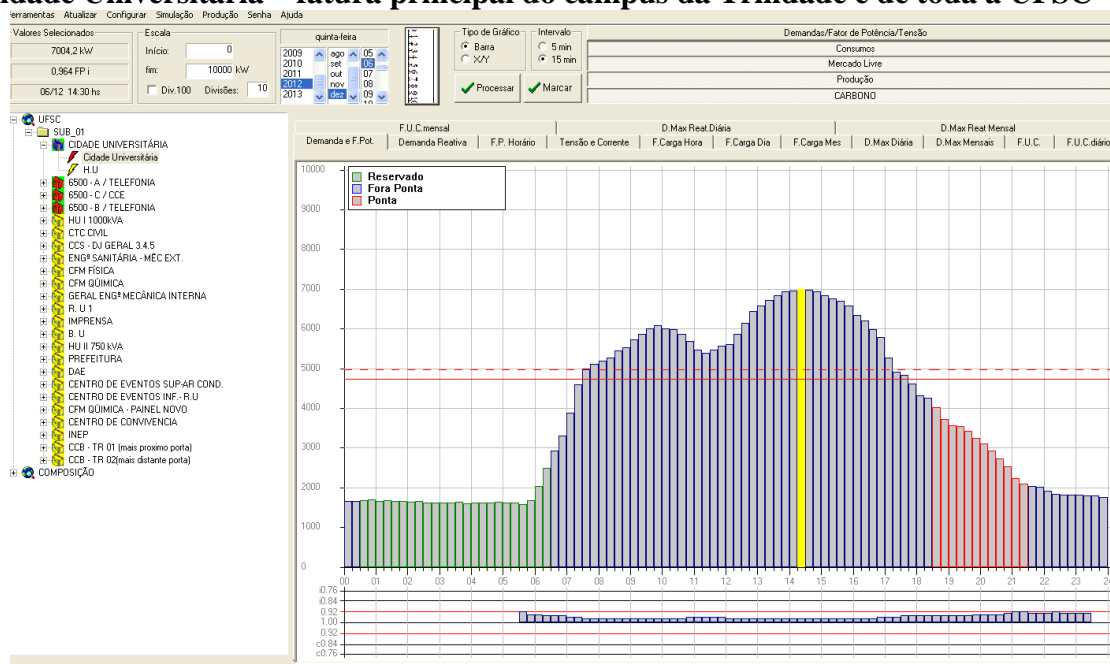 idade Universitária – fatura principal do campus da Trindade e de toda a UFSC
Ferramentas Atualizar Configurar Simulação Produção Senha Ajuda
Valores Selecionados
7004,2 kW
0,964 FP i
06/12 14:30 hs
Escala
Início: 0
fim: 10000 kW
Div.100 Divisões: 10
quinta-feira
2009 ago 05
2010 set 06
2011 out 07
2012 nov 08
2013 dez 09
10
Tipo de Gráfico
Barra
X/Y
Intervalo
5 min
15 min
Processar
Marcar
Demandas/Fator de Potência/Tensão
Consumos
Mercado Livre
Produção
CARBONO
UFSC
SUB_01
CIDADE UNIVERSITÁRIA
Cidade Universitária
H.U
6500 - A / TELEFONIA
6500 - C / CCE
6500 - B / TELEFONIA
HU I 1000kVA
CTC CIVIL
CCS - DJ GERAL 3.4.5
ENGª SANITÁRIA - MÊC EXT.
CFM FÍSICA
CFM QÚIMICA
GERAL ENGª MECÂNICA INTERNA
R. U 1
IMPRENSA
B. U
HU II 750 kVA
PREFEITURA
DAE
CENTRO DE EVENTOS SUP-AR COND.
CENTRO DE EVENTOS INF.- R.U
CFM QÚIMICA - PAINEL NOVO
CENTRO DE CONVIVENCIA
INEP
CCB - TR 01 (mais proximo porta)
CCB - TR 02(mais distante porta)
COMPOSIÇÃO
F.U.C.mensal D.Max Reat.Diária D.Max Reat Mensal
Demanda e F.Pot. Demanda Reativa F.P. Horário Tensão e Corrente F.Carga Hora F.Carga Dia F.Carga Mes D.Max Diária D.Max Mensais F.U.C. F.U.C.diário
Reservado
Fora Ponta
Ponta
10000
9000
8000
7000
6000
5000
4000
3000
2000
1000
0
00 01 02 03 04 05 06 07 08 09 10 11 12 13 14 15 16 17 18 19 20 21 22 23 24
i0.76
i0.84
0.92
1.00
0.92
c0.84
c0.76